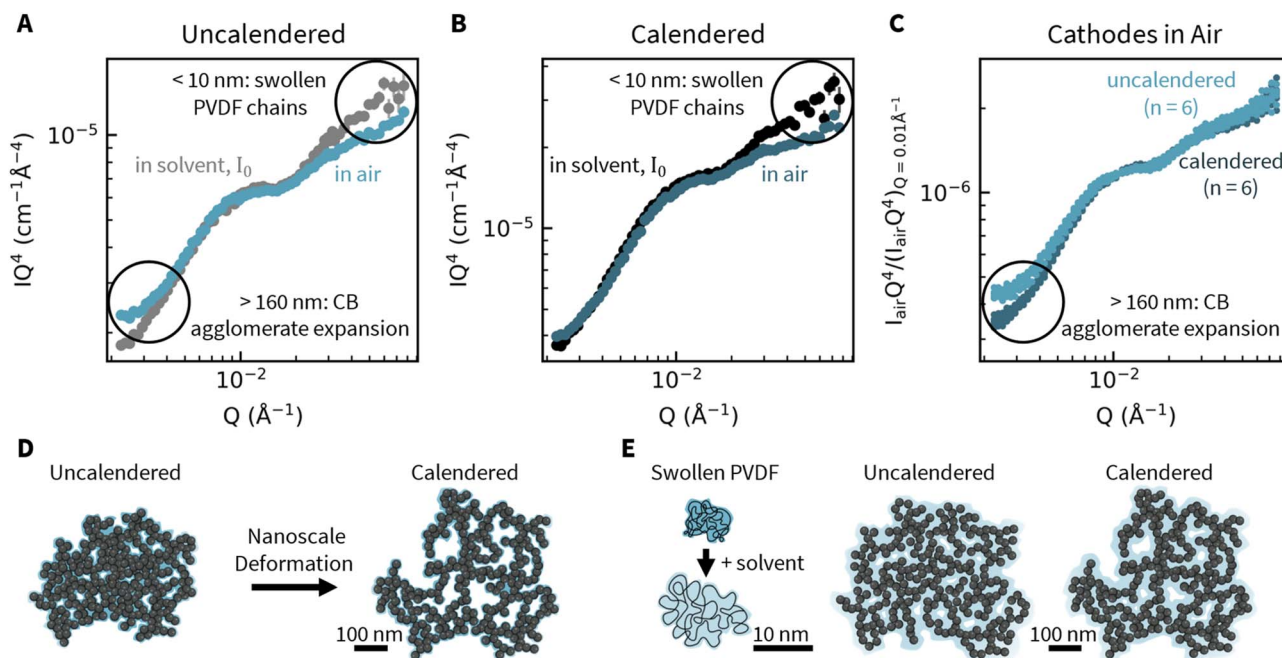 A
Uncalendered
< 10 nm: swollen
PVDF chains
in solvent, I₀
in air
> 160 nm: CB
agglomerate expansion
10⁻⁵
IQ⁴ (cm⁻¹Å⁻⁴)
10⁻²
Q (Å⁻¹)
B
Calendered
< 10 nm: swollen
PVDF chains
in solvent, I₀
in air
10⁻⁵
IQ⁴ (cm⁻¹Å⁻⁴)
10⁻²
Q (Å⁻¹)
C
Cathodes in Air
uncalendered
(n = 6)
calendered
(n = 6)
> 160 nm: CB
agglomerate expansion
10⁻⁶
I_air Q⁴/(I_air Q⁴)_Q = 0.01Å⁻¹
10⁻²
Q (Å⁻¹)
D
Uncalendered
Calendered
Nanoscale
Deformation
100 nm
E
Swollen PVDF
Uncalendered
Calendered
+ solvent
10 nm
100 nm